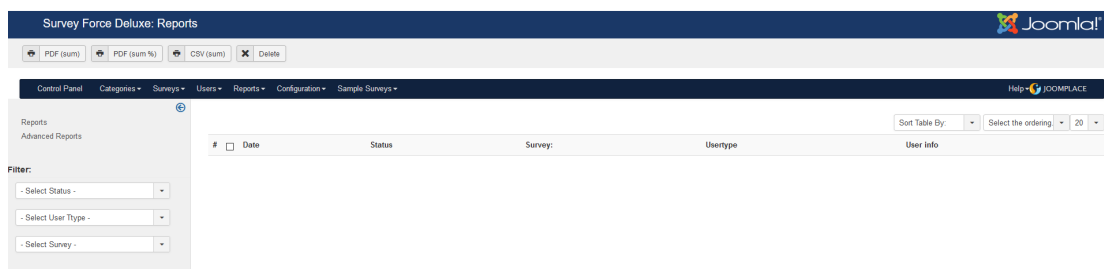 Survey Force Deluxe: Reports
Joomla!®
PDF (sum) PDF (sum %) CSV (sum) Delete
Control Panel Categories Surveys Users Reports Configuration Sample Surveys Help JOOMPLACE
Reports
Advanced Reports
Sort Table By: Select the ordering. 20
# Date Status Survey: Usertype User info
Filter:
- Select Status -
- Select User Ttype -
- Select Survey -